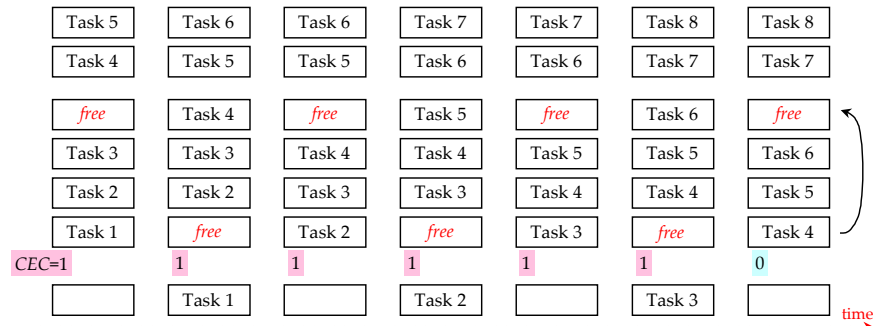 Task 5 Task 6 Task 6 Task 7 Task 7 Task 8 Task 8
Task 4 Task 5 Task 5 Task 6 Task 6 Task 7 Task 7
free Task 4 free Task 5 free Task 6 free
Task 3 Task 3 Task 4 Task 4 Task 5 Task 5 Task 6
Task 2 Task 2 Task 3 Task 3 Task 4 Task 4 Task 5
Task 1 free Task 2 free Task 3 free Task 4
CEC=1 1 1 1 1 1 0
Task 1 Task 2 Task 3
time